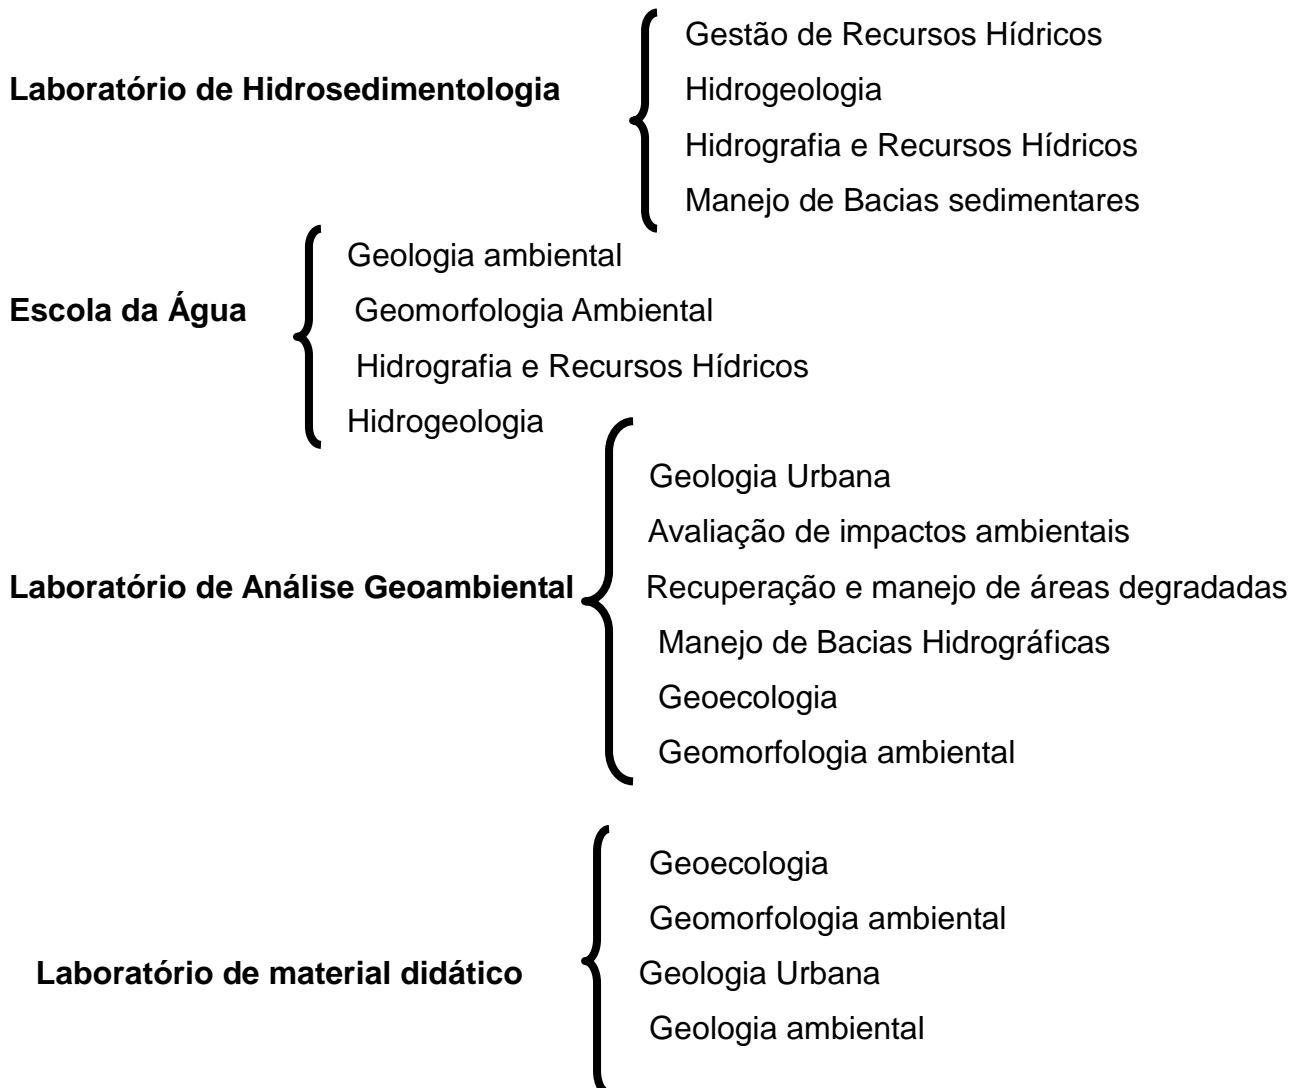 Gestão de Recursos Hídricos
Laboratório de Hidrosedimentologia
Hidrogeologia
Hidrografia e Recursos Hídricos
Manejo de Bacias sedimentares
Geologia ambiental
Escola da Água
Geomorfologia Ambiental
Hidrografia e Recursos Hídricos
Hidrogeologia
Geologia Urbana
Avaliação de impactos ambientais
Laboratório de Análise Geoambiental
Recuperação e manejo de áreas degradadas
Manejo de Bacias Hidrográficas
Geoecologia
Geomorfologia ambiental
Geoecologia
Geomorfologia ambiental
Laboratório de material didático
Geologia Urbana
Geologia ambiental